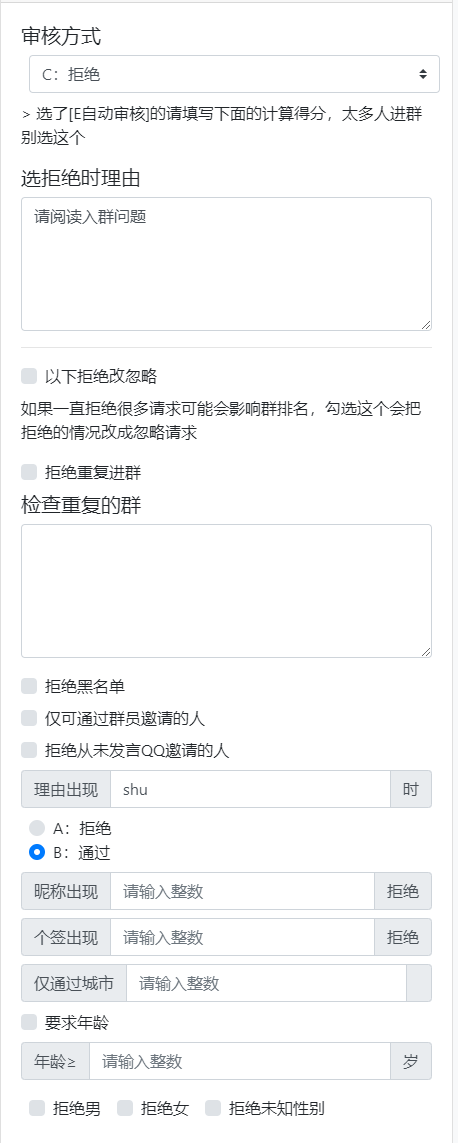 审核方式
C：拒绝
> 选了[E自动审核]的请填写下面的计算得分，太多人进群
别选这个
选拒绝时理由
请阅读入群问题
以下拒绝改忽略
如果一直拒绝很多请求可能会影响群排名，勾选这个会把
拒绝的情况改成忽略请求
拒绝重复进群
检查重复的群
拒绝黑名单
仅可通过群员邀请的人
拒绝从未发言QQ邀请的人
理由出现 shu 时
A：拒绝
B：通过
昵称出现 请输入整数 拒绝
个签出现 请输入整数 拒绝
仅通过城市 请输入整数
要求年龄
年龄≥ 请输入整数 岁
拒绝男 拒绝女 拒绝未知性别